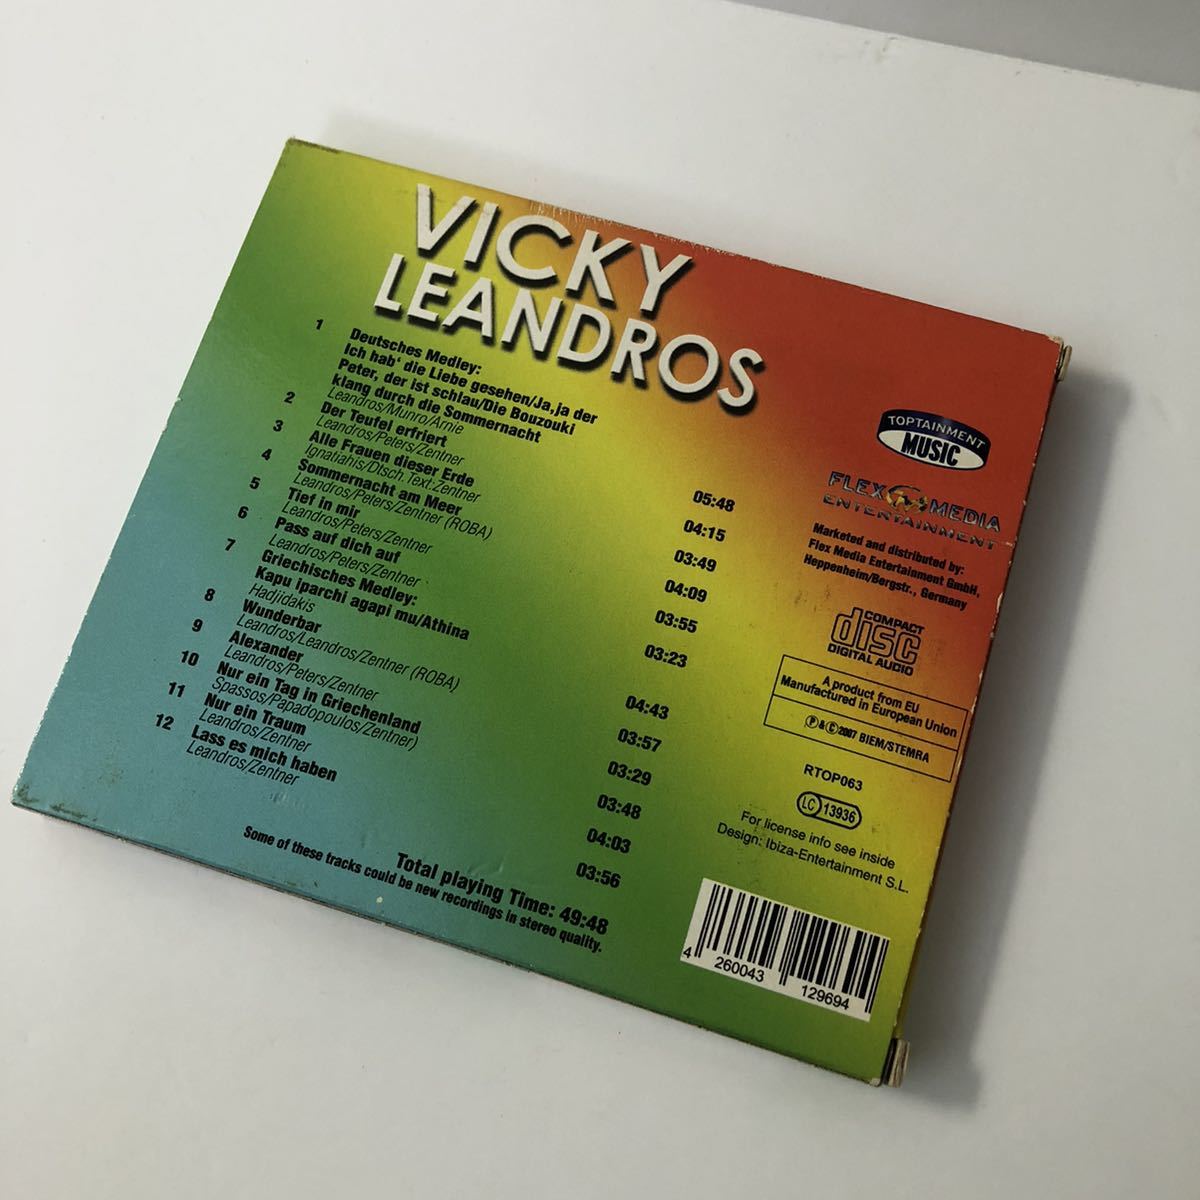 VICKY
LEANDROS
1 Deutsches Medley:
Ich hab' die Liebe gesehen/Ja,ja der
Peter, der ist schlau/Die Bouzouki
klang durch die Sommernacht
Leandros/Munro/Arnie
05:48
2 Der Teufel erfriert
Leandros/Peters/Zentner
04:15
3 Alle Frauen dieser Erde
Ignatiahis/Dtsch.Text:Zentner
03:49
4 Sommernacht am Meer
Leandros/Peters/Zentner (ROBA)
04:09
5 Tief in mir
Leandros/Peters/Zentner
03:55
6 Pass auf dich auf
Leandros/Peters/Zentner
03:23
7 Griechisches Medley:
Kapu iparchi agapi mu/Athina
Hadjidakis
04:43
8 Wunderbar
Leandros/Leandros/Zentner (ROBA)
03:57
9 Alexander
Leandros/Peters/Zentner
03:29
10 Nur ein Tag in Griechenland
Spassos/Papadopoulos/Zentner)
03:48
11 Nur ein Traum
Leandros/Zentner
04:03
12 Lass es mich haben
Leandros/Zentner
03:56
Total playing Time: 49:48
Some of these tracks could be new recordings in stereo quality.
TOPTAINMENT
MUSIC
FLEX MEDIA
ENTERTAINMENT
Marketed and distributed by:
Flex Media Entertainment GmbH,
Heppenheim/Bergstr., Germany
COMPACT
disc
DIGITAL AUDIO
A product from EU
Manufactured in European Union
℗&©2007 BIEM/STEMRA
RTOP063
LC 13936
For license info see inside
Design: Ibiza-Entertainment S.L.
4 260043 129694